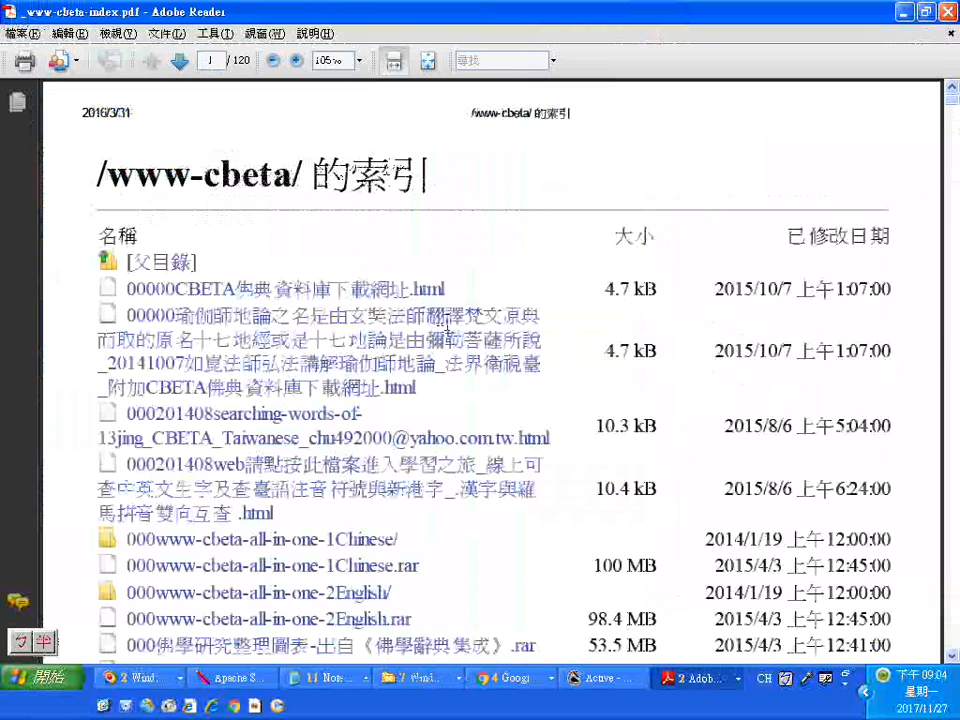 _www-cbeta-index.pdf - Adobe Reader
檔案(F) 編輯(E) 檢視(V) 文件(D) 工具(T) 視窗(W) 說明(H)
1 / 120 105% 尋找
2016/3/31 /www-cbeta/ 的索引
/www-cbeta/ 的索引
名稱 大小 已修改日期
[父目錄]
00000CBETA佛典資料庫下載網址.html 4.7 kB 2015/10/7 上午1:07:00
00000瑜伽師地論之名是由玄奘法師翻譯梵文原典
而取的原名十七地經或是十七地論是由彌勒菩薩所說
_20141007如崑法師弘法講解瑜伽師地論_法界衛視臺
_附加CBETA佛典資料庫下載網址.html 4.7 kB 2015/10/7 上午1:07:00
000201408searching-words-of-
13jing_CBETA_Taiwanese_chu492000@yahoo.com.tw.html 10.3 kB 2015/8/6 上午5:04:00
000201408web請點按此檔案進入學習之旅_線上可
查中英文生字及查臺語注音符號與新港字_.漢字與羅
馬拼音雙向互查 .html 10.4 kB 2015/8/6 上午6:24:00
000www-cbeta-all-in-one-1Chinese/ 2014/1/19 上午12:00:00
000www-cbeta-all-in-one-1Chinese.rar 100 MB 2015/4/3 上午12:45:00
000www-cbeta-all-in-one-2English/ 2014/1/19 上午12:00:00
000www-cbeta-all-in-one-2English.rar 98.4 MB 2015/4/3 上午12:45:00
000佛學研究整理圖表-出自《佛學辭典集成》.rar 53.5 MB 2015/4/3 上午12:41:00
ㄅ 半
開始 2 Wind... Apache S... 11 Not... 7 Wind... 4 Googl... Active - ... 2 Adob... CH 下午 09:04
星期一
2017/11/27